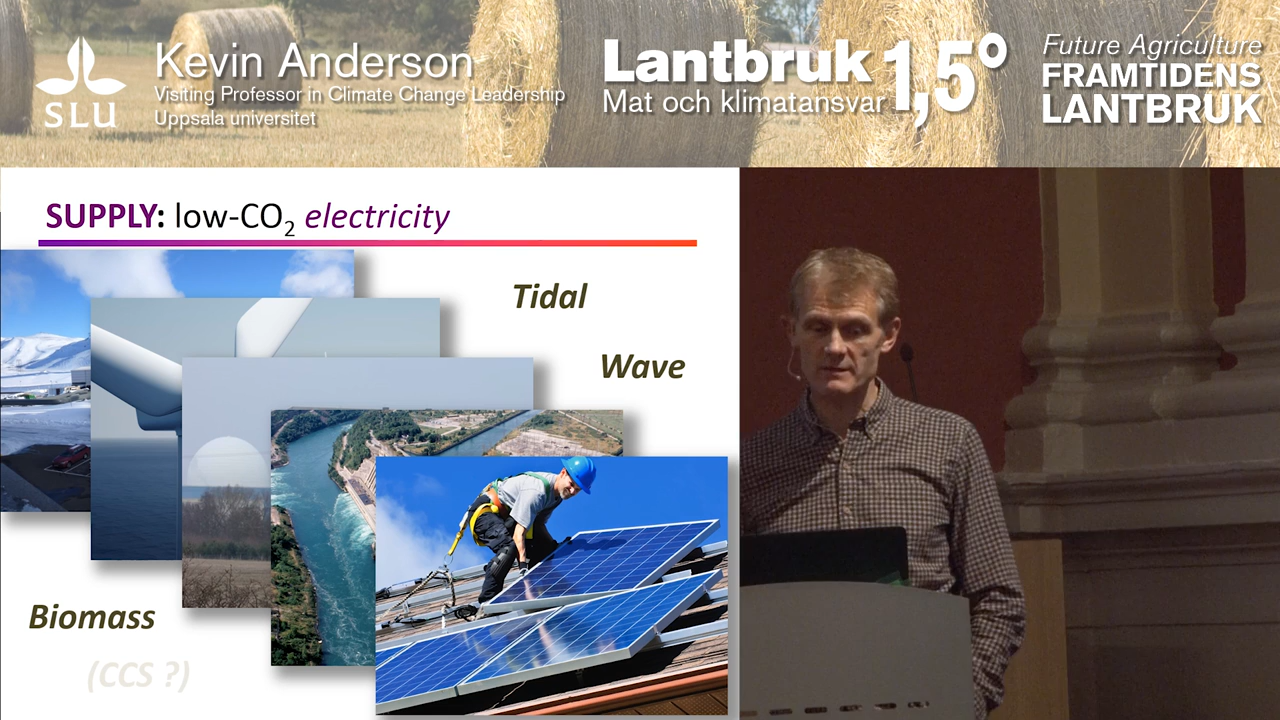 SLU
Kevin Anderson
Visiting Professor in Climate Change Leadership
Uppsala universitet
Lantbruk 1,5°
Mat och klimatansvar
Future Agriculture
FRAMTIDENS
LANTBRUK
SUPPLY: low-CO₂ electricity
Tidal
Wave
Biomass
(CCS ?)